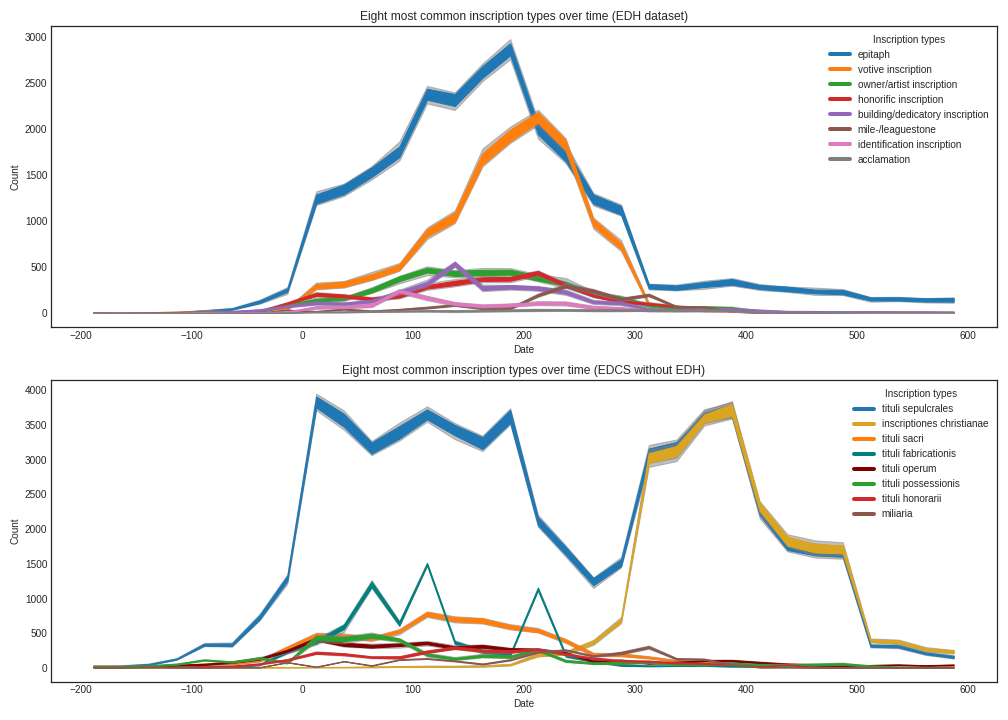 Eight most common inscription types over time (EDH dataset)
3000
2500
2000
1500
1000
500
0
Count
−200
−100
0
100
200
300
400
500
600
Date
Inscription types
epitaph
votive inscription
owner/artist inscription
honorific inscription
building/dedicatory inscription
mile-/leaguestone
identification inscription
acclamation
Eight most common inscription types over time (EDCS without EDH)
4000
3500
3000
2500
2000
1500
1000
500
0
Count
−200
−100
0
100
200
300
400
500
600
Date
Inscription types
tituli sepulcrales
inscriptiones christianae
tituli sacri
tituli fabricationis
tituli operum
tituli possessionis
tituli honorarii
miliaria